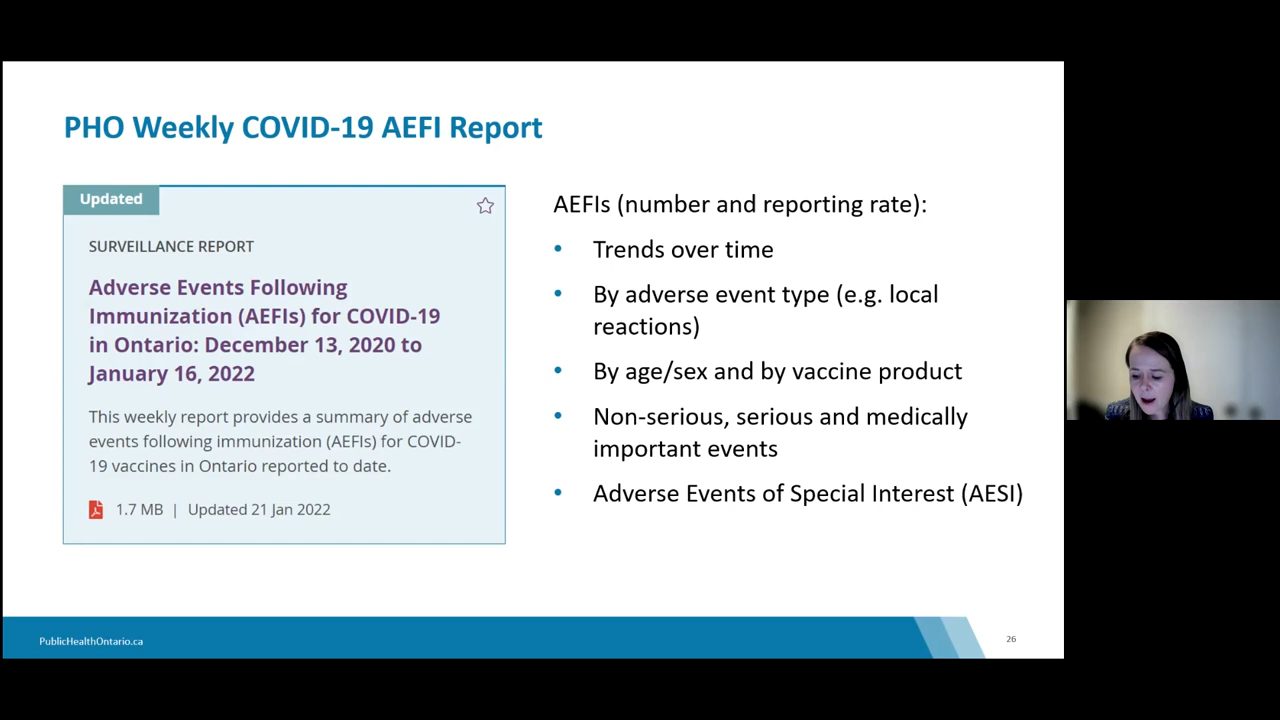 PHO Weekly COVID-19 AEFI Report
Updated
SURVEILLANCE REPORT
Adverse Events Following
Immunization (AEFIs) for COVID-19
in Ontario: December 13, 2020 to
January 16, 2022
This weekly report provides a summary of adverse
events following immunization (AEFIs) for COVID-
19 vaccines in Ontario reported to date.
1.7 MB | Updated 21 Jan 2022
AEFIs (number and reporting rate):
• Trends over time
• By adverse event type (e.g. local
reactions)
• By age/sex and by vaccine product
• Non-serious, serious and medically
important events
• Adverse Events of Special Interest (AESI)
PublicHealthOntario.ca
26